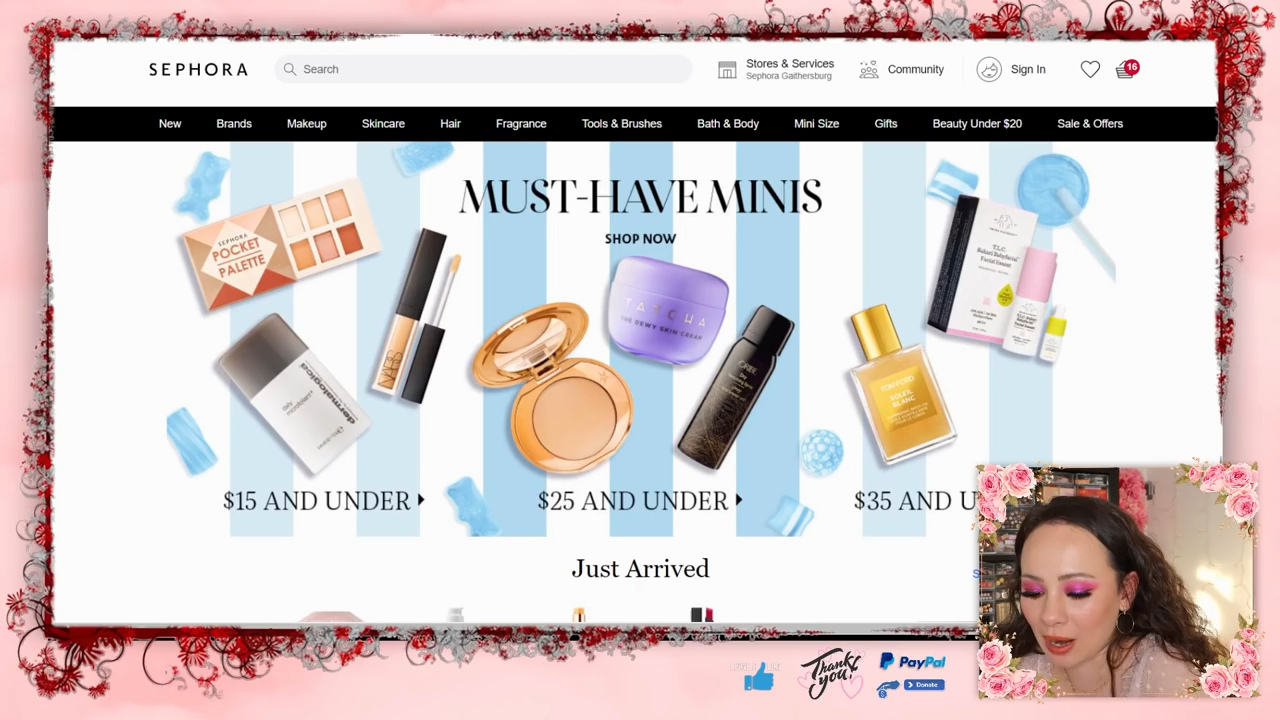 SEPHORA
Search
Stores & Services
Sephora Gaithersburg
Community
Sign In
16
New Brands Makeup Skincare Hair Fragrance Tools & Brushes Bath & Body Mini Size Gifts Beauty Under $20 Sale & Offers
MUST-HAVE MINIS
SHOP NOW
SEPHORA
POCKET
PALETTE
NARS
dermalogica
TATCHA
THE DEWY SKIN CREAM
ORIBE
TOM FORD
SOLEIL
BLANC
T.L.C.
$15 AND UNDER
$25 AND UNDER
$35 AND U
Just Arrived
Thank
you!
PayPal
Donate